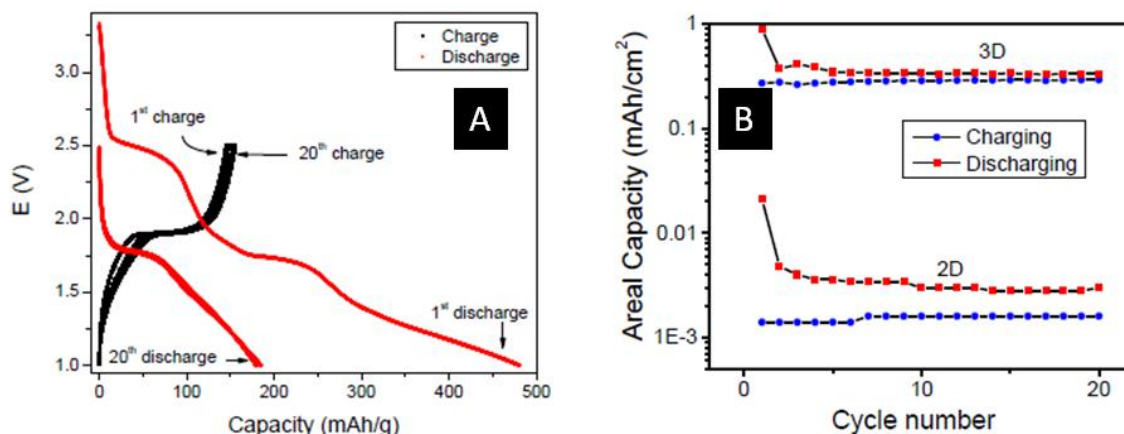 Charge
Discharge
A
1st charge
20th charge
1st discharge
20th discharge
E (V)
3.0
2.5
2.0
1.5
1.0
0 100 200 300 400 500
Capacity (mAh/g)
B
3D
Charging
Discharging
2D
Areal Capacity (mAh/cm²)
1
0.1
0.01
1E-3
0 10 20
Cycle number